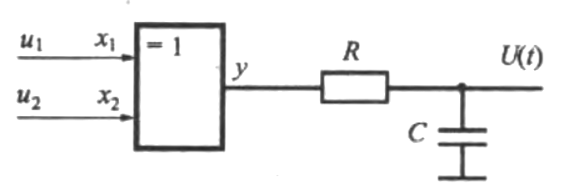 u₁ x₁ = 1 R U(t)
y
u₂ x₂ C